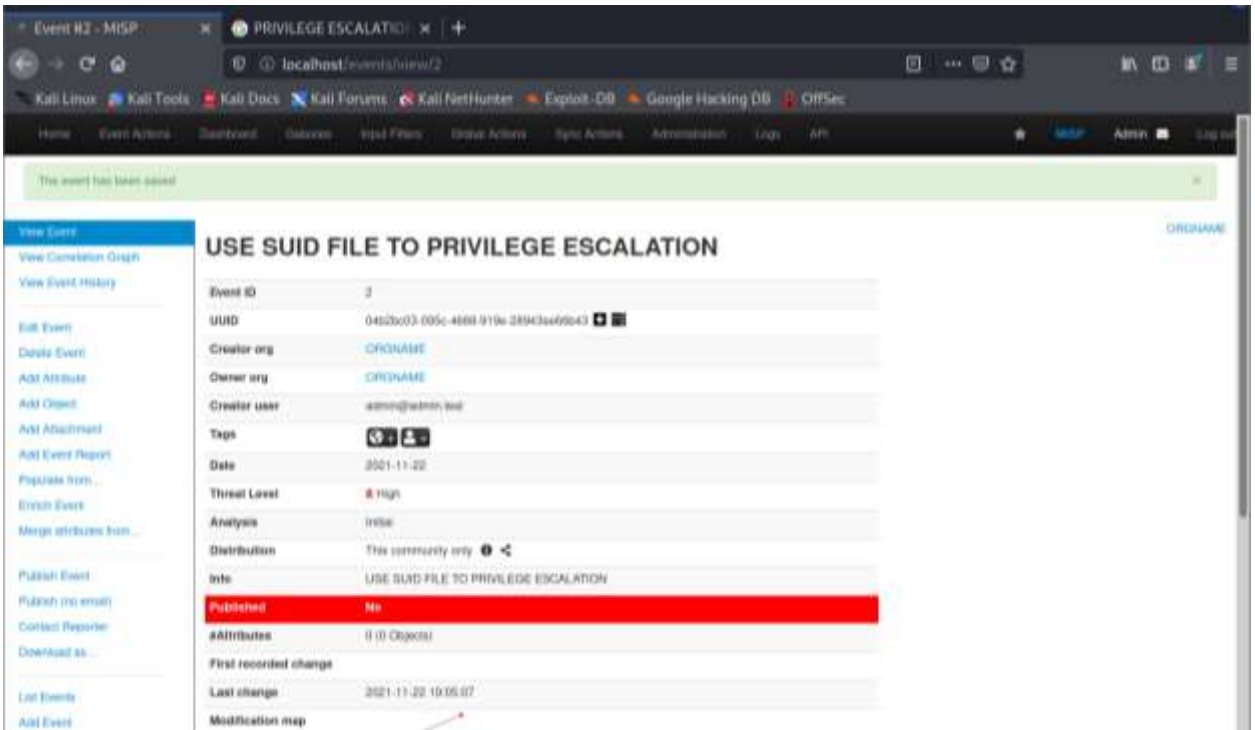 Event #2 - MISP
PRIVILEGE ESCALATIO
localhost/events/view/2
Kali Linux Kali Tools Kali Docs Kali Forums Kali NetHunter Exploit-DB Google Hacking DB OffSec
Home Event Actions Dashboard Galaxies Input Filters Global Actions Sync Actions Administration Logs API MISP Admin Log out
The event has been saved
View Event
ORGNAME
View Correlation Graph
View Event History
Edit Event
Delete Event
Add Attribute
Add Object
Add Attachment
Add Event Report
Populate from...
Enrich Event
Merge attributes from...
Publish Event
Publish (no email)
Contact Reporter
Download as...
List Events
Add Event
USE SUID FILE TO PRIVILEGE ESCALATION
Event ID 2
UUID
Creator org ORGNAME
Owner org ORGNAME
Creator user admin@admin.test
Tags
Date 2021-11-22
Threat Level High
Analysis Initial
Distribution This community only
Info USE SUID FILE TO PRIVILEGE ESCALATION
Published No
#Attributes 0 (0 Objects)
First recorded change
Last change 2021-11-22 19:05:07
Modification map